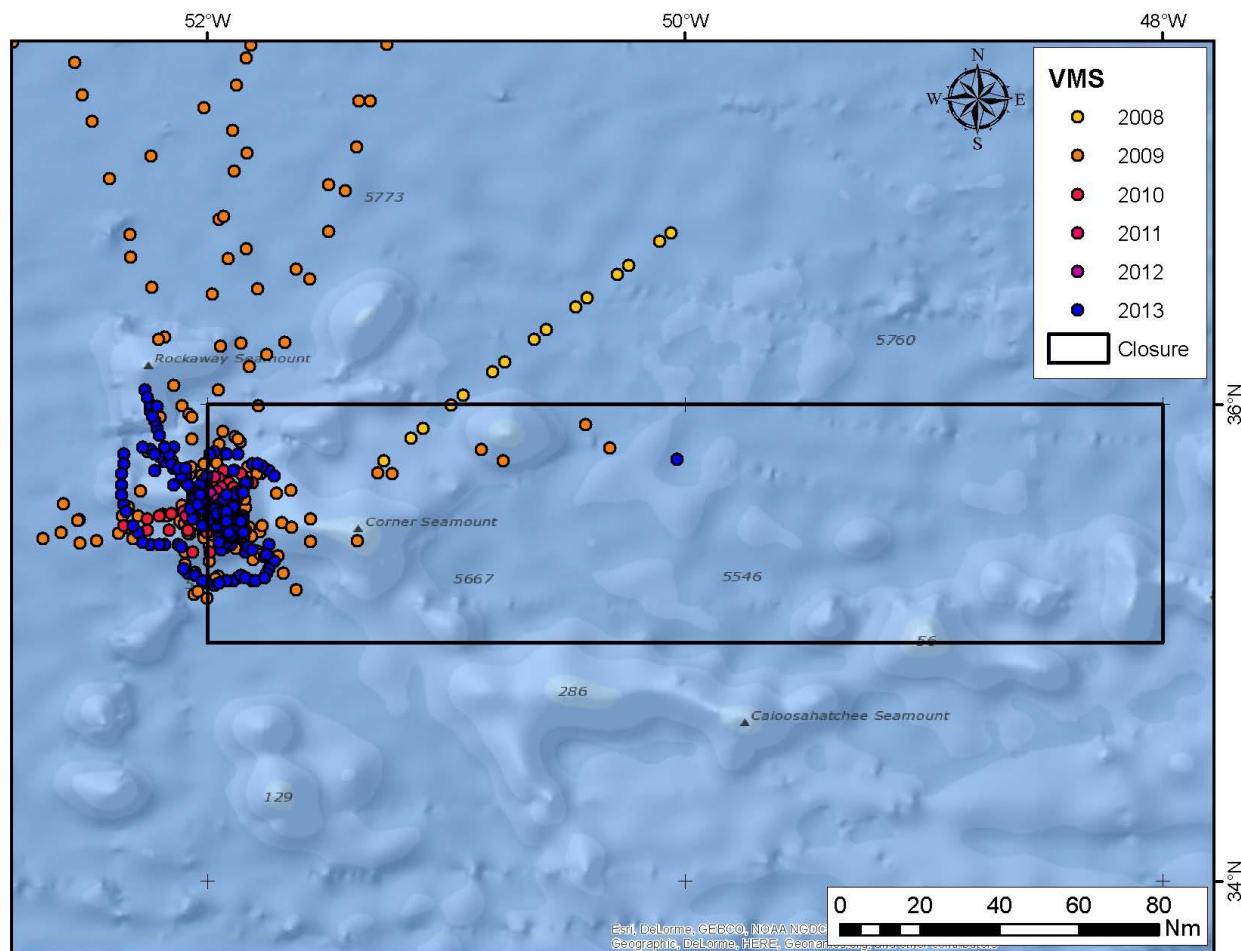 52°W 50°W 48°W
N
W E
S
VMS
2008
2009
2010
2011
2012
2013
Closure
5773
5760
Rockaway Seamount
36°N
Corner Seamount
5667
5546
56
286
Caloosahatchee Seamount
129
34°N
0 20 40 60 80
Nm
Esri, DeLorme, GEBCO, NOAA NGDC
Geographic, DeLorme, HERE, Geonames.org, and other contributors